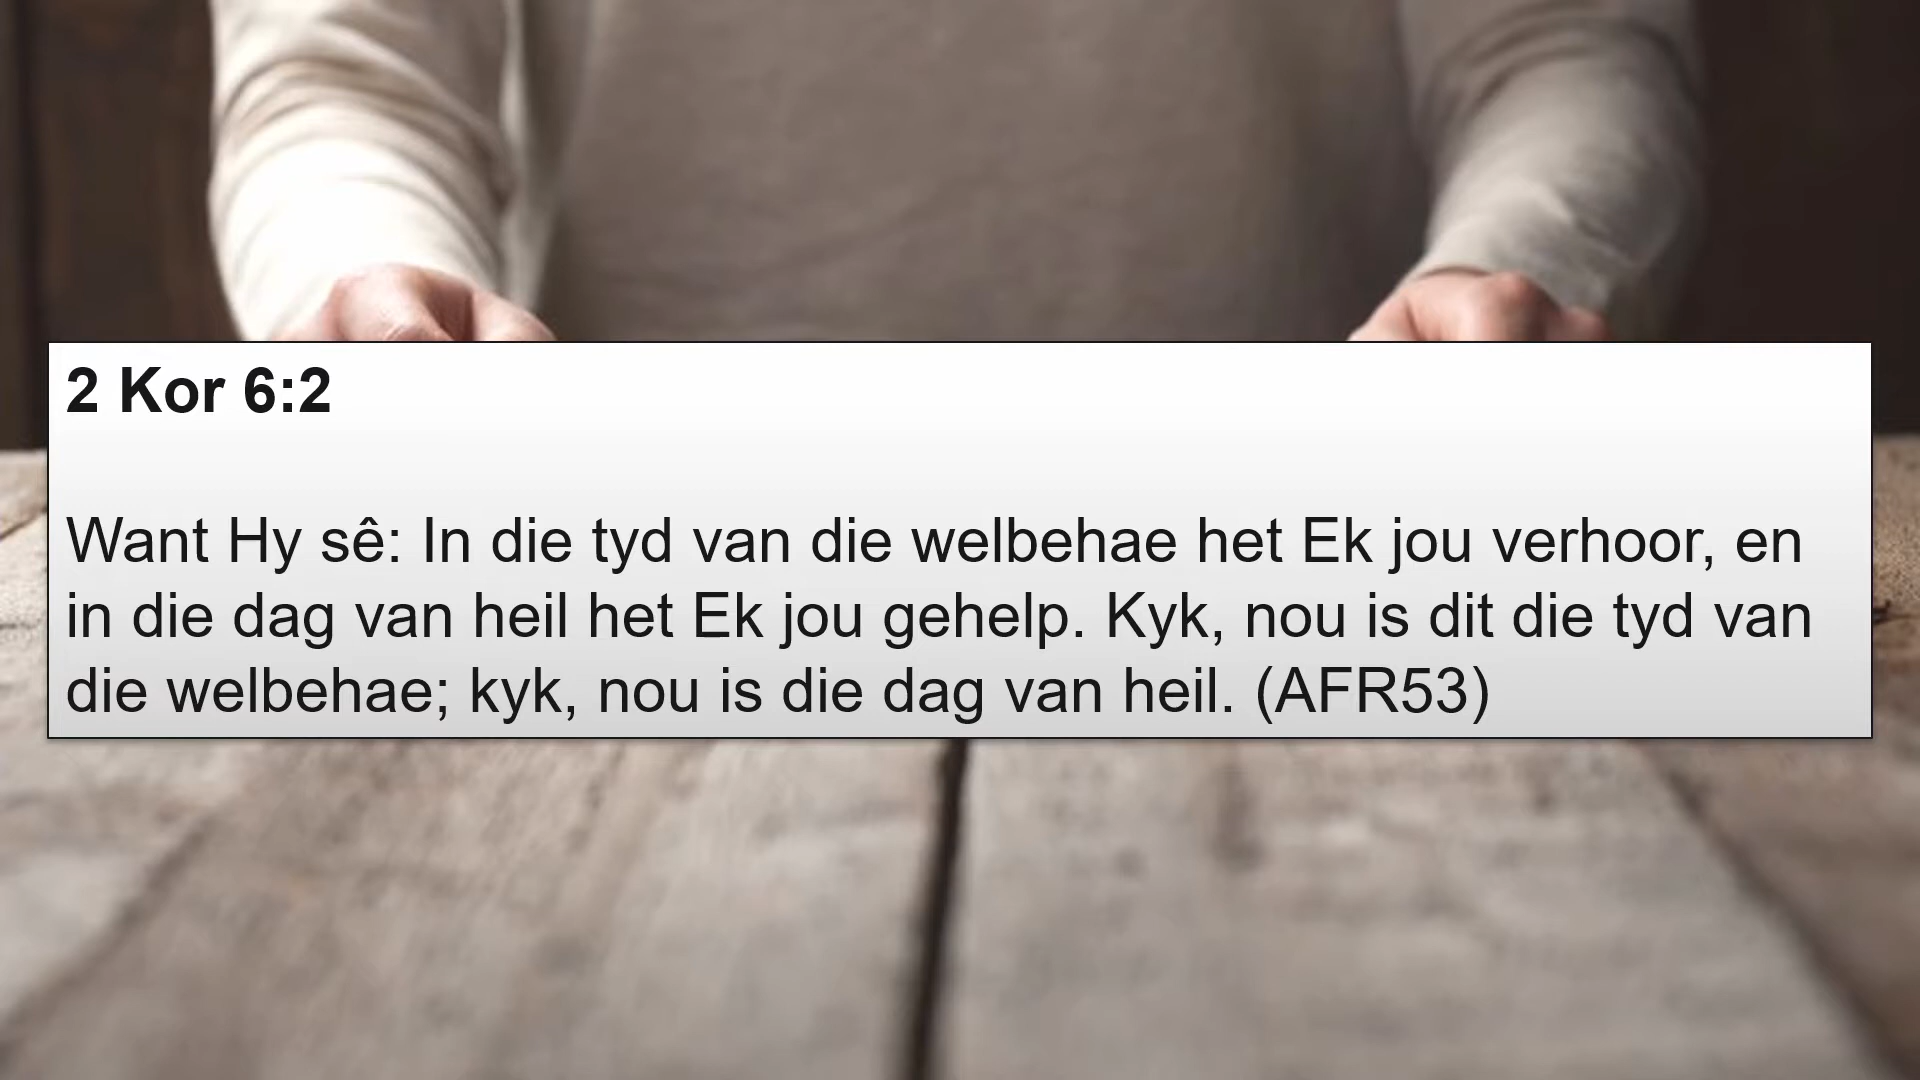 2 Kor 6:2
Want Hy sê: In die tyd van die welbehae het Ek jou verhoor, en
in die dag van heil het Ek jou gehelp. Kyk, nou is dit die tyd van
die welbehae; kyk, nou is die dag van heil. (AFR53)